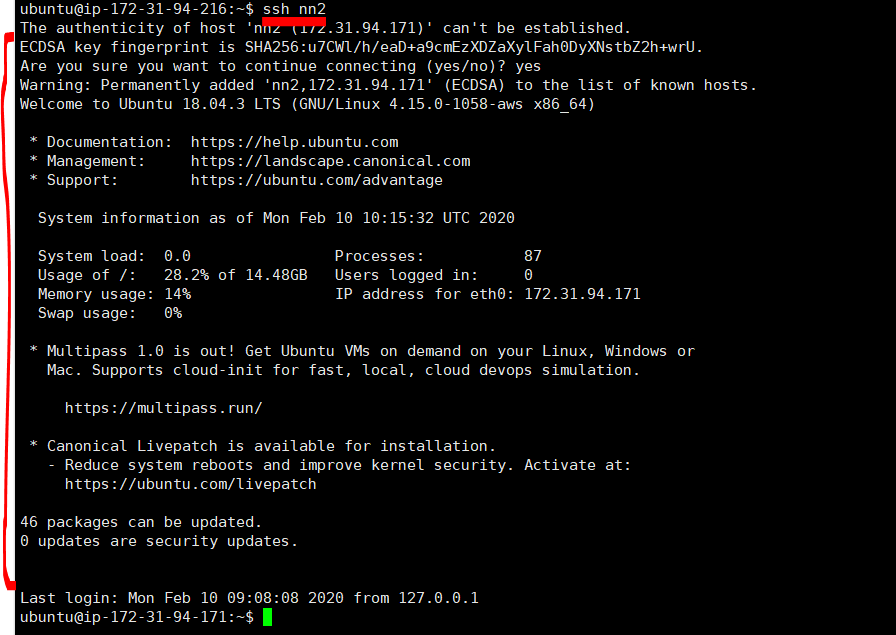 ubuntu@ip-172-31-94-216:~$ ssh nn2
The authenticity of host 'nn2 (172.31.94.171)' can't be established.
ECDSA key fingerprint is SHA256:u7CWl/h/eaD+a9cmEzXDZaXylFah0DyXNstbZ2h+wrU.
Are you sure you want to continue connecting (yes/no)? yes
Warning: Permanently added 'nn2,172.31.94.171' (ECDSA) to the list of known hosts.
Welcome to Ubuntu 18.04.3 LTS (GNU/Linux 4.15.0-1058-aws x86_64)
* Documentation:  https://help.ubuntu.com
* Management:     https://landscape.canonical.com
* Support:        https://ubuntu.com/advantage
System information as of Mon Feb 10 10:15:32 UTC 2020
System load:  0.0                Processes:           87
Usage of /:   28.2% of 14.48GB   Users logged in:     0
Memory usage: 14%                IP address for eth0: 172.31.94.171
Swap usage:   0%
* Multipass 1.0 is out! Get Ubuntu VMs on demand on your Linux, Windows or
Mac. Supports cloud-init for fast, local, cloud devops simulation.
https://multipass.run/
* Canonical Livepatch is available for installation.
- Reduce system reboots and improve kernel security. Activate at:
https://ubuntu.com/livepatch
46 packages can be updated.
0 updates are security updates.
Last login: Mon Feb 10 09:08:08 2020 from 127.0.0.1
ubuntu@ip-172-31-94-171:~$